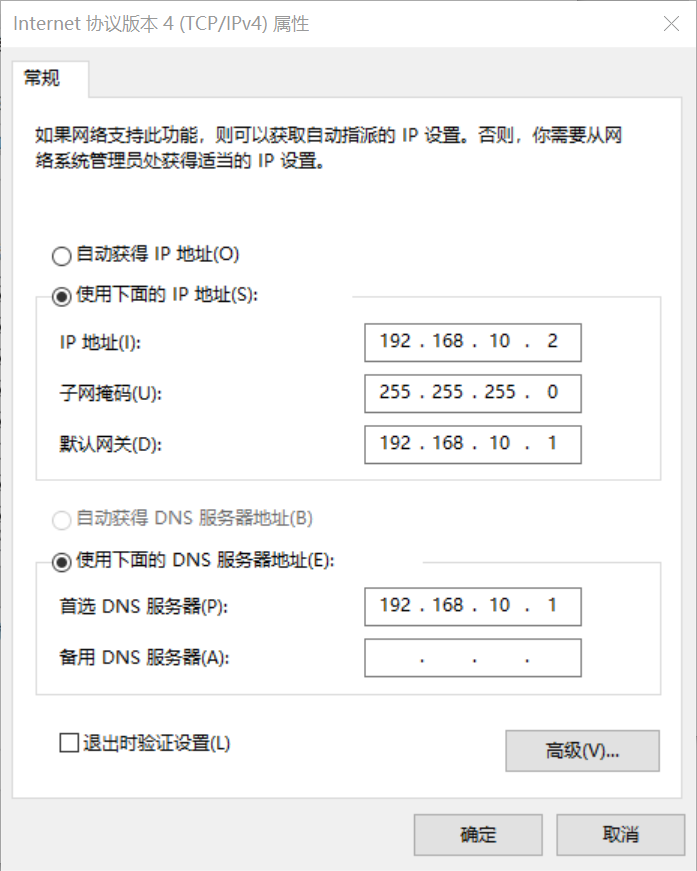 Internet 协议版本 4 (TCP/IPv4) 属性
常规
如果网络支持此功能，则可以获取自动指派的 IP 设置。否则，你需要从网
络系统管理员处获得适当的 IP 设置。
自动获得 IP 地址(O)
使用下面的 IP 地址(S):
IP 地址(I): 192 . 168 . 10 . 2
子网掩码(U): 255 . 255 . 255 . 0
默认网关(D): 192 . 168 . 10 . 1
自动获得 DNS 服务器地址(B)
使用下面的 DNS 服务器地址(E):
首选 DNS 服务器(P): 192 . 168 . 10 . 1
备用 DNS 服务器(A): . . .
退出时验证设置(L)
高级(V)...
确定 取消